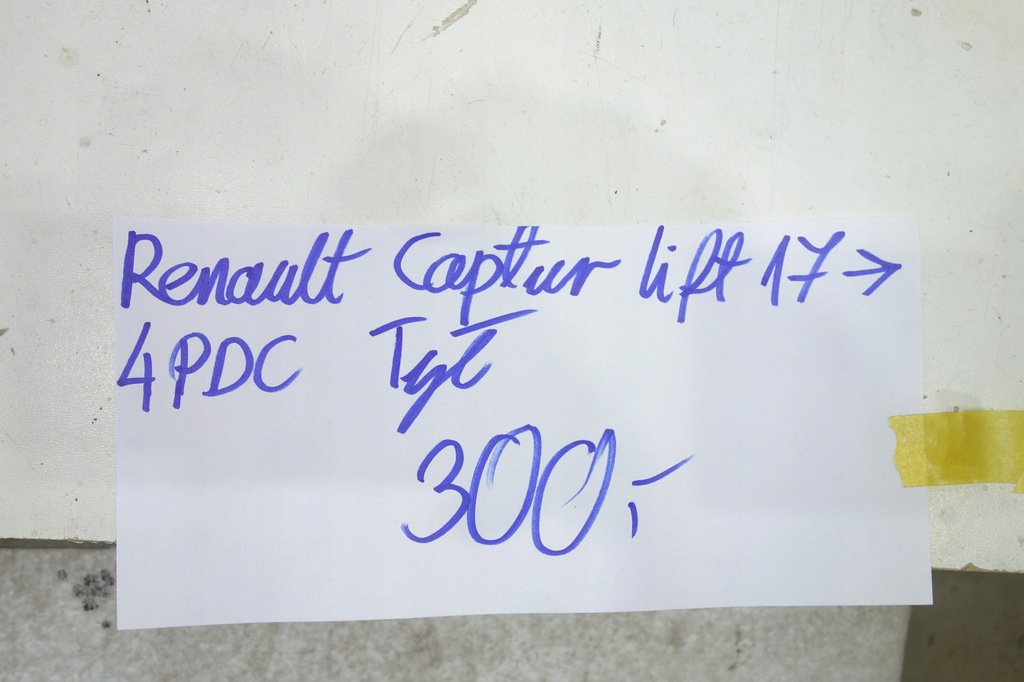 Renault Captur lift 17→
4PDC Tył
300,-